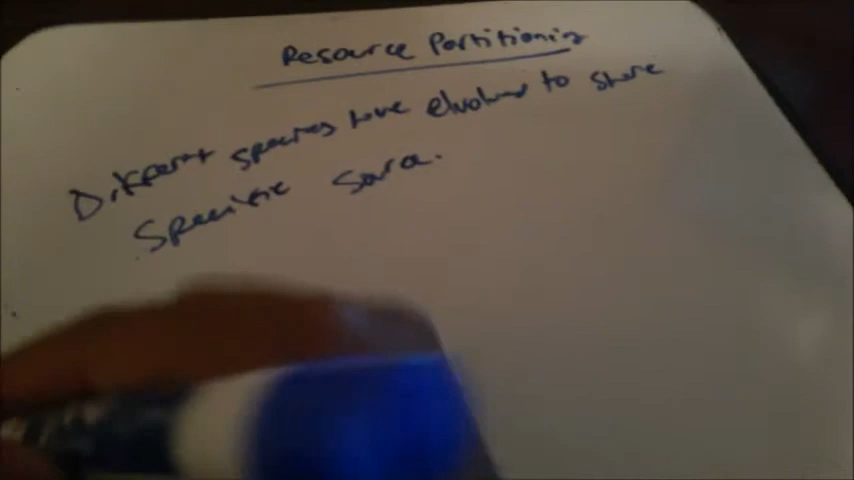 Resource Partitioning
Different species have evolved to share
Specific